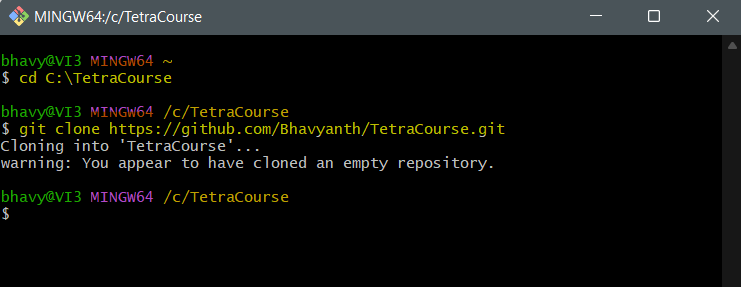 MINGW64:/c/TetraCourse
bhavy@VI3 MINGW64 ~
$ cd C:\TetraCourse
bhavy@VI3 MINGW64 /c/TetraCourse
$ git clone https://github.com/Bhavyanth/TetraCourse.git
Cloning into 'TetraCourse'...
warning: You appear to have cloned an empty repository.
bhavy@VI3 MINGW64 /c/TetraCourse
$